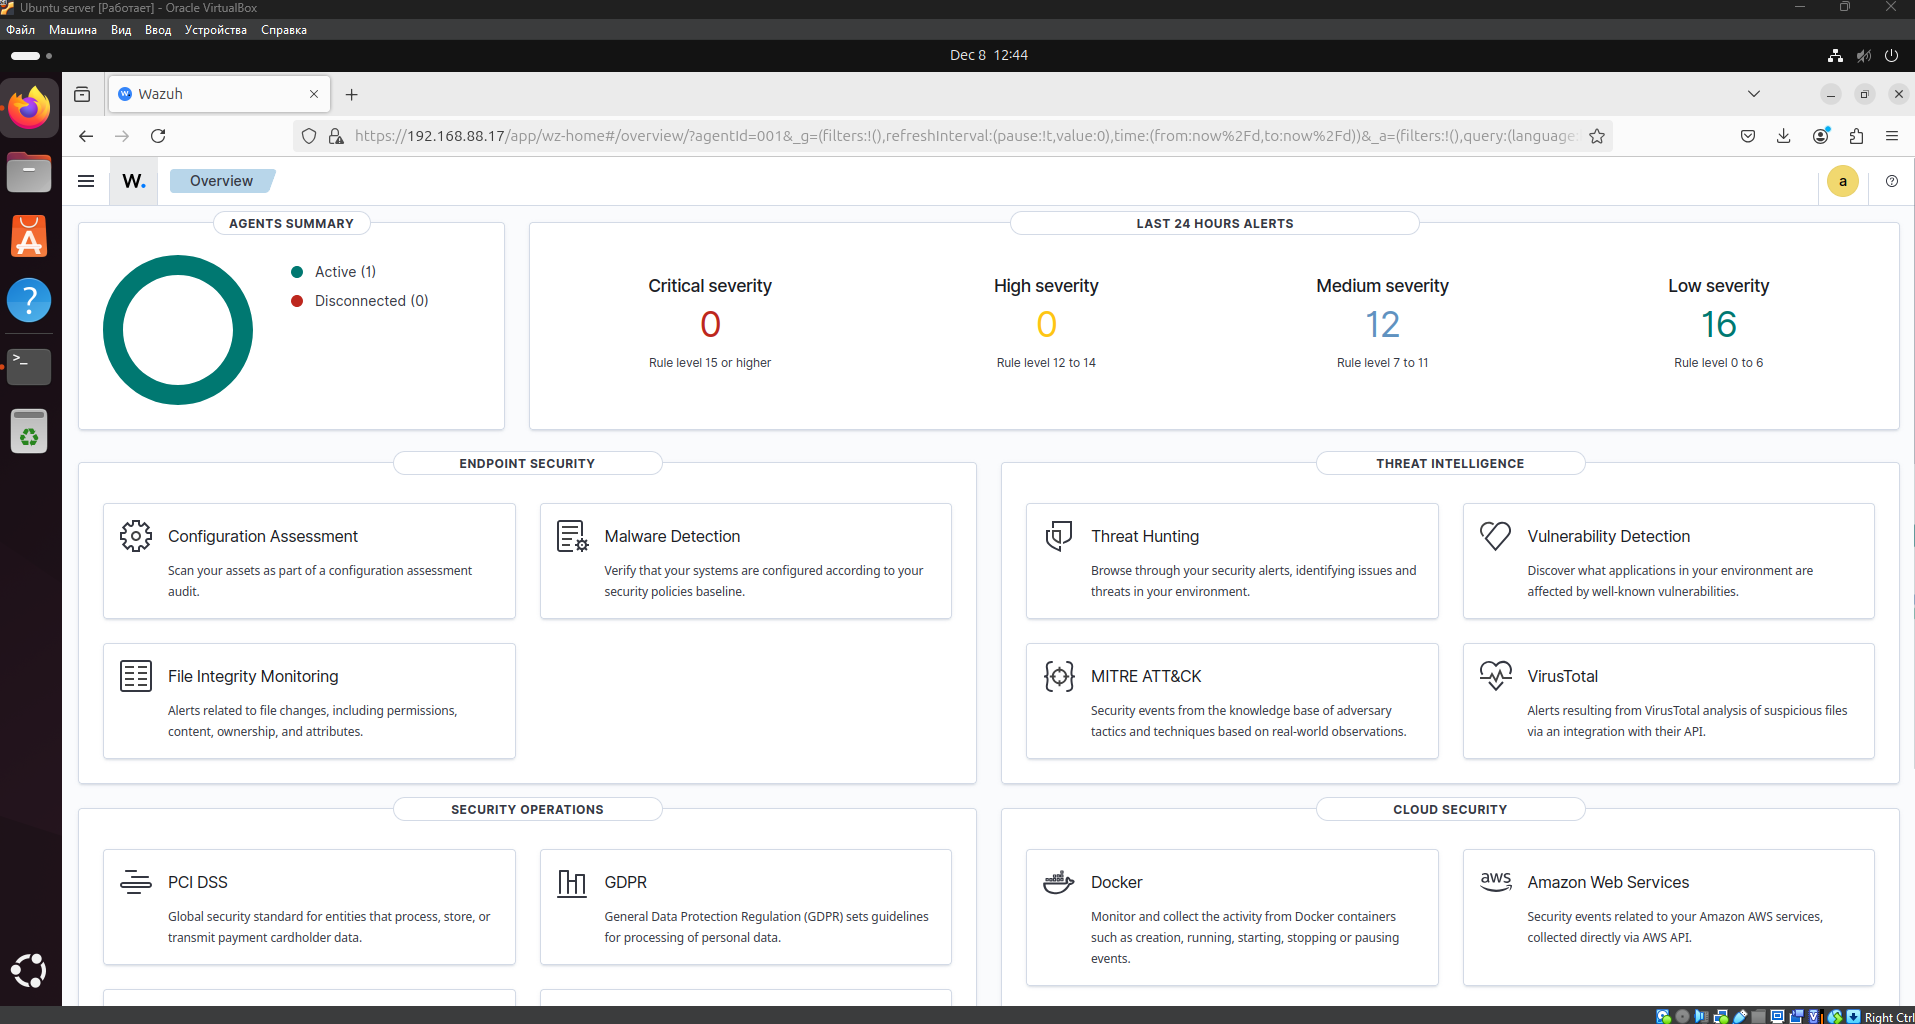 Ubuntu server [Работает] - Oracle VirtualBox
Файл Машина Вид Ввод Устройства Справка
Dec 8 12:44
Wazuh
https://192.168.88.17/app/wz-home#/overview/?agentId=001&_g=(filters:!(),refreshInterval:(pause:!t,value:0),time:(from:now%2Fd,to:now%2Fd))&_a=(filters:!(),query:(language:
W. Overview a
AGENTS SUMMARY
Active (1)
Disconnected (0)
LAST 24 HOURS ALERTS
Critical severity
0
Rule level 15 or higher
High severity
0
Rule level 12 to 14
Medium severity
12
Rule level 7 to 11
Low severity
16
Rule level 0 to 6
ENDPOINT SECURITY
Configuration Assessment
Scan your assets as part of a configuration assessment
audit.
Malware Detection
Verify that your systems are configured according to your
security policies baseline.
File Integrity Monitoring
Alerts related to file changes, including permissions,
content, ownership, and attributes.
THREAT INTELLIGENCE
Threat Hunting
Browse through your security alerts, identifying issues and
threats in your environment.
Vulnerability Detection
Discover what applications in your environment are
affected by well-known vulnerabilities.
MITRE ATT&CK
Security events from the knowledge base of adversary
tactics and techniques based on real-world observations.
VirusTotal
Alerts resulting from VirusTotal analysis of suspicious files
via an integration with their API.
SECURITY OPERATIONS
PCI DSS
Global security standard for entities that process, store, or
transmit payment cardholder data.
GDPR
General Data Protection Regulation (GDPR) sets guidelines
for processing of personal data.
CLOUD SECURITY
Docker
Monitor and collect the activity from Docker containers
such as creation, running, starting, stopping or pausing
events.
aws
Amazon Web Services
Security events related to your Amazon AWS services,
collected directly via AWS API.
Right Ctrl